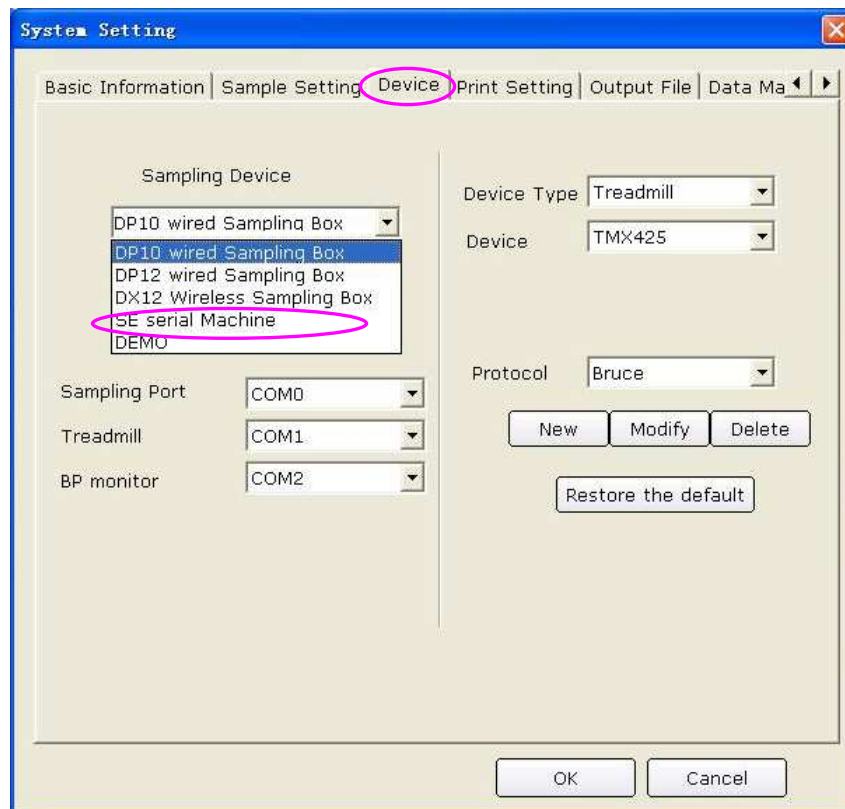 System Setting
Basic Information Sample Setting Device Print Setting Output File Data Ma
Sampling Device
DP10 wired Sampling Box
DP10 wired Sampling Box
DP12 wired Sampling Box
DX12 Wireless Sampling Box
SE serial Machine
DEMO
Sampling Port COM0
Treadmill COM1
BP monitor COM2
Device Type Treadmill
Device TMX425
Protocol Bruce
New Modify Delete
Restore the default
OK Cancel